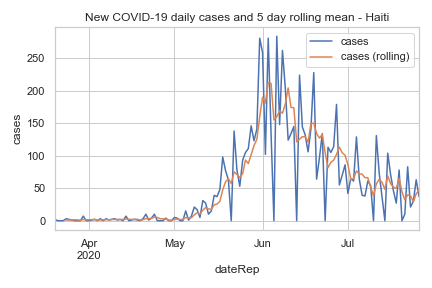 New COVID-19 daily cases and 5 day rolling mean - Haiti
cases
cases (rolling)
250
200
150
100
50
0
cases
Apr
2020
May
Jun
Jul
dateRep